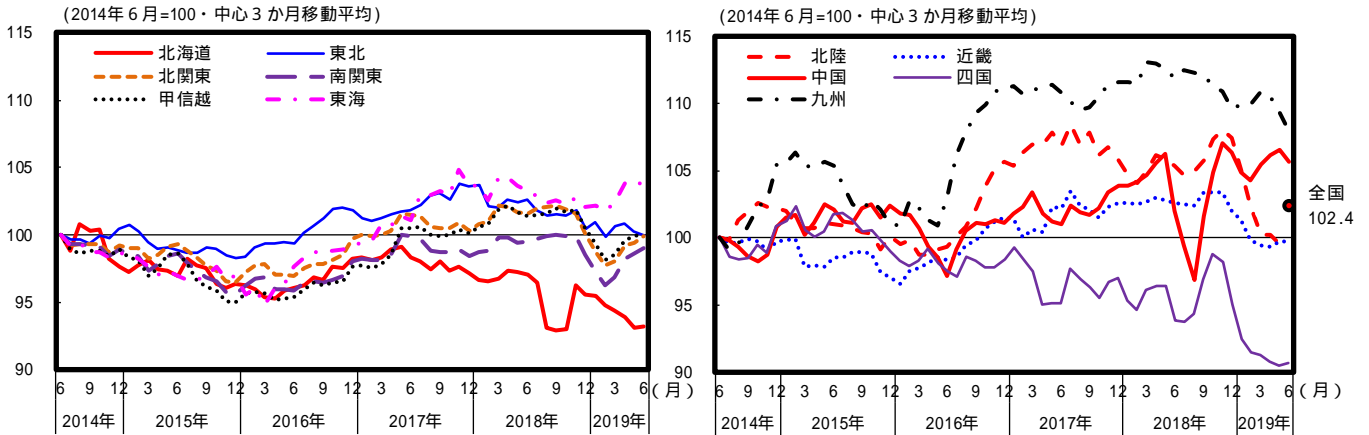 (2014年6月=100・中心3か月移動平均)
115
110
105
100
95
90
北海道
東北
北関東
南関東
甲信越
東海
6 9 12 3 6 9 12 3 6 9 12 3 6 9 12 3 6 9 12 3 6 (月)
2014年 2015年 2016年 2017年 2018年 2019年
(2014年6月=100・中心3か月移動平均)
115
110
105
100
95
90
北陸
近畿
中国
四国
九州
全国
102.4
6 9 12 3 6 9 12 3 6 9 12 3 6 9 12 3 6 9 12 3 6 (月)
2014年 2015年 2016年 2017年 2018年 2019年